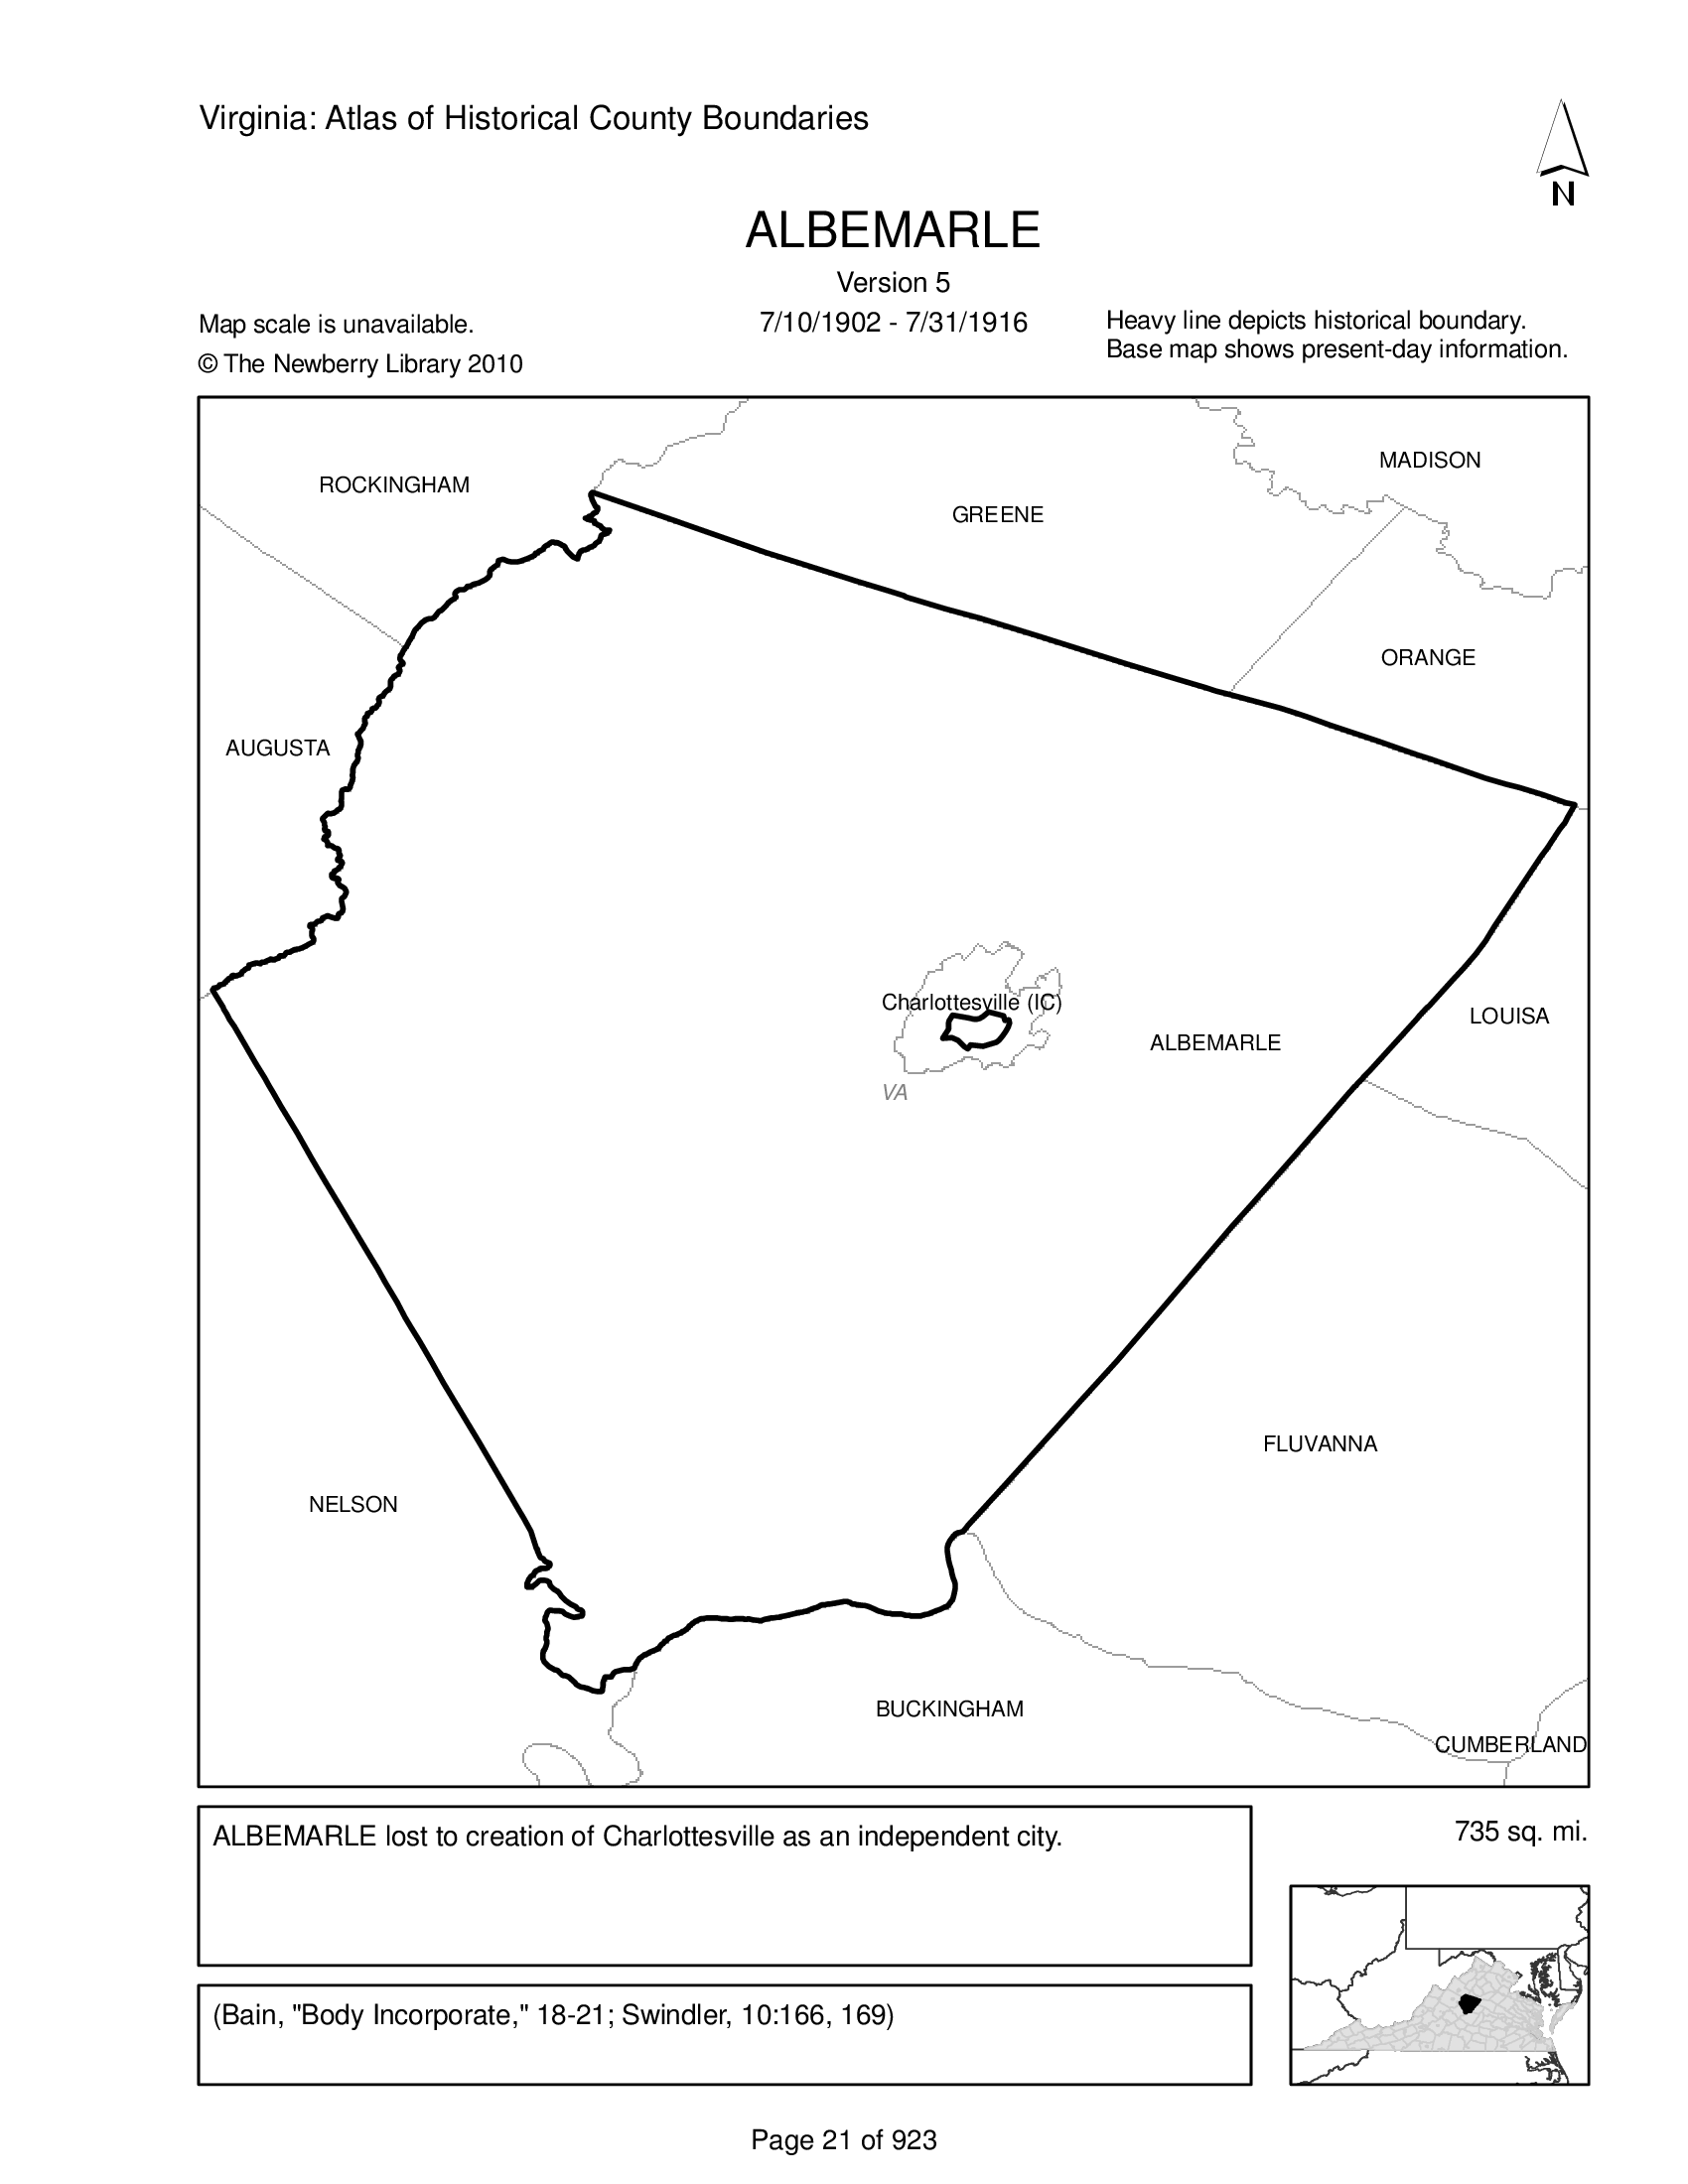 Virginia: Atlas of Historical County Boundaries
N
ALBEMARLE
Version 5
7/10/1902 - 7/31/1916
Map scale is unavailable.
© The Newberry Library 2010
Heavy line depicts historical boundary.
Base map shows present-day information.
ROCKINGHAM
MADISON
GREENE
ORANGE
AUGUSTA
Charlottesville (IC)
LOUISA
ALBEMARLE
VA
FLUVANNA
NELSON
BUCKINGHAM
CUMBERLAND
ALBEMARLE lost to creation of Charlottesville as an independent city.
735 sq. mi.
(Bain, "Body Incorporate," 18-21; Swindler, 10:166, 169)
Page 21 of 923